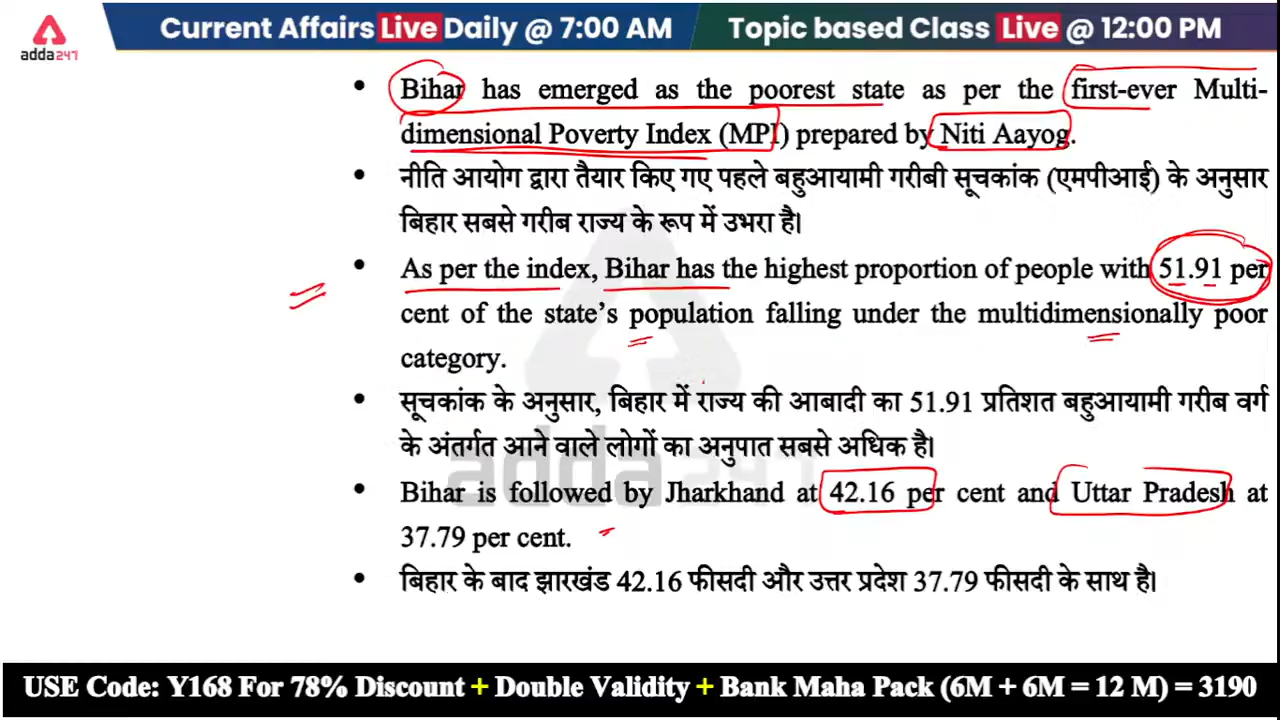 adda247
Current Affairs Live Daily @ 7:00 AM
Topic based Class Live @ 12:00 PM
• Bihar has emerged as the poorest state as per the first-ever Multi-
dimensional Poverty Index (MPI) prepared by Niti Aayog.
• नीति आयोग द्वारा तैयार किए गए पहले बहुआयामी गरीबी सूचकांक (एमपीआई) के अनुसार
बिहार सबसे गरीब राज्य के रूप में उभरा है।
• As per the index, Bihar has the highest proportion of people with 51.91 per
cent of the state’s population falling under the multidimensionally poor
category.
• सूचकांक के अनुसार, बिहार में राज्य की आबादी का 51.91 प्रतिशत बहुआयामी गरीब वर्ग
के अंतर्गत आने वाले लोगों का अनुपात सबसे अधिक है।
adda247
• Bihar is followed by Jharkhand at 42.16 per cent and Uttar Pradesh at
37.79 per cent.
• बिहार के बाद झारखंड 42.16 फीसदी और उत्तर प्रदेश 37.79 फीसदी के साथ है।
USE Code: Y168 For 78% Discount + Double Validity + Bank Maha Pack (6M + 6M = 12 M) = 3190